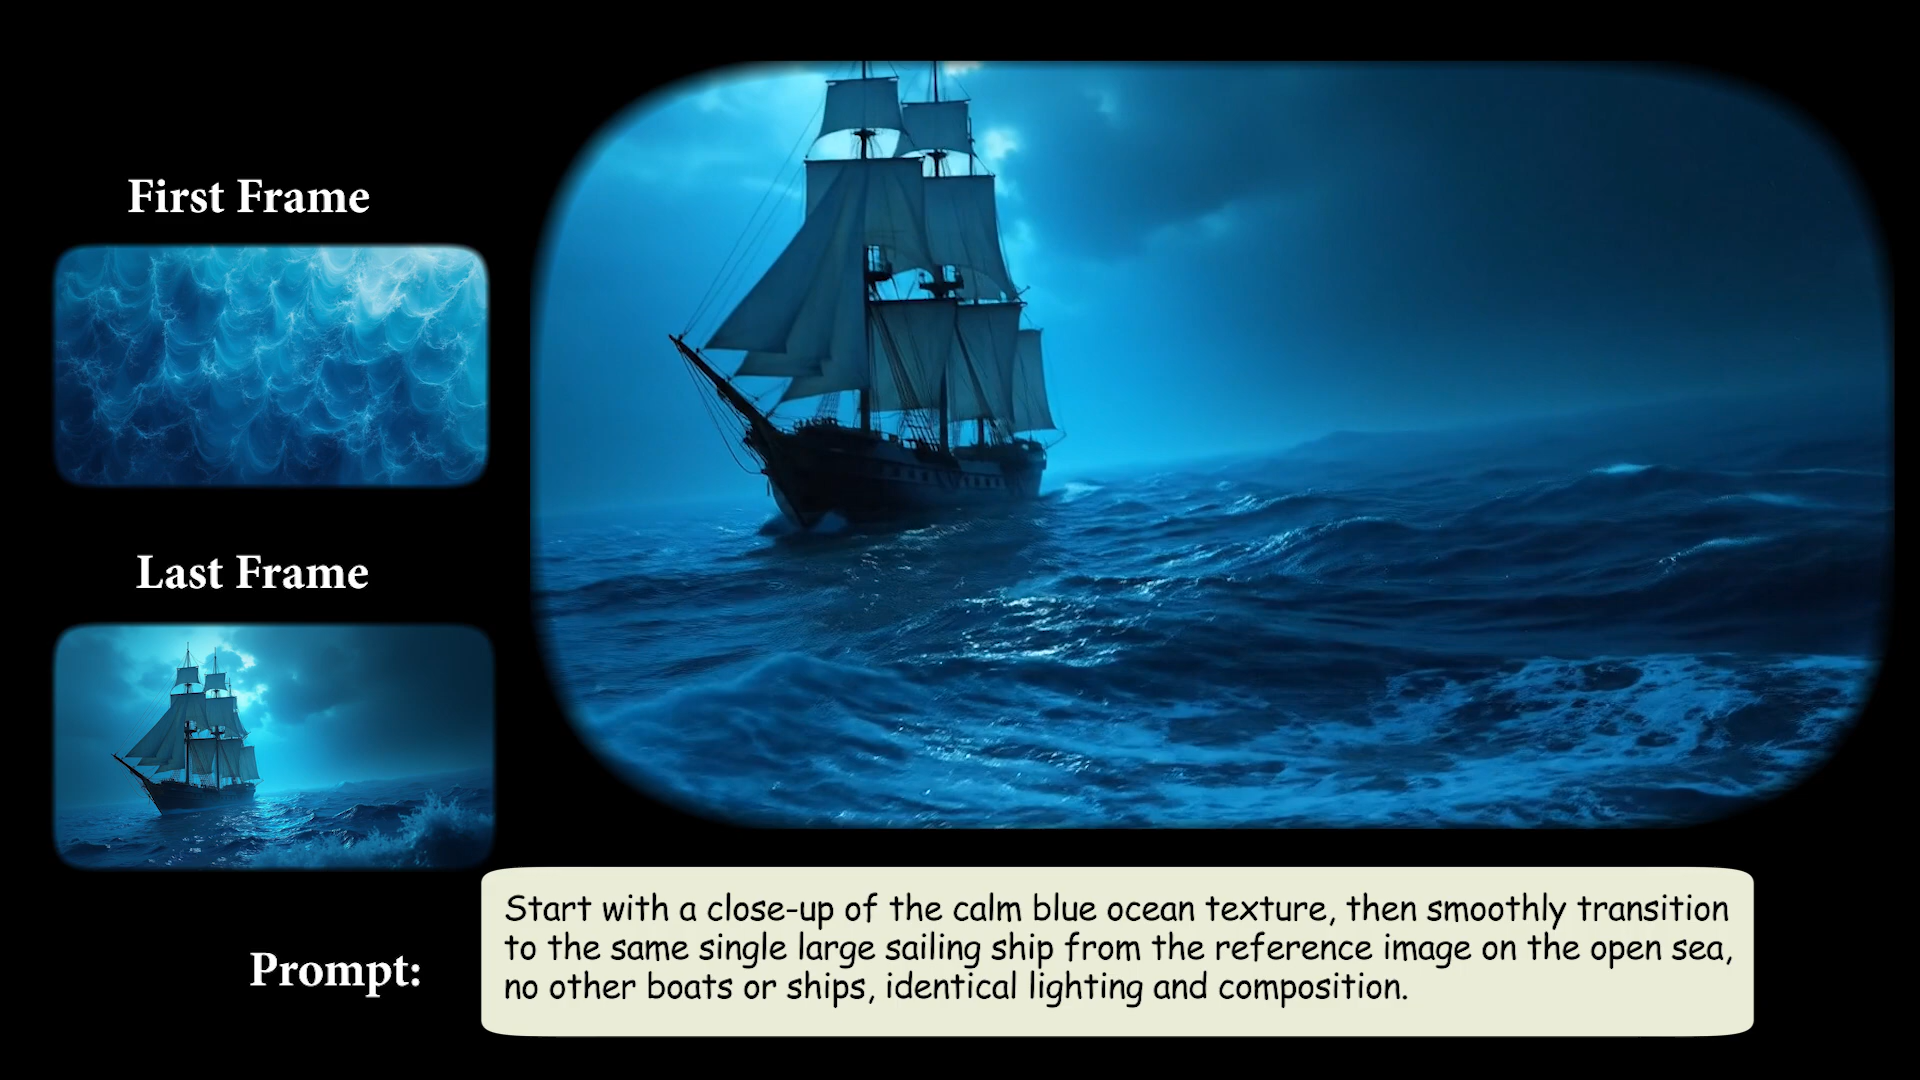 First Frame
Last Frame
Prompt:
Start with a close-up of the calm blue ocean texture, then smoothly transition
to the same single large sailing ship from the reference image on the open sea,
no other boats or ships, identical lighting and composition.